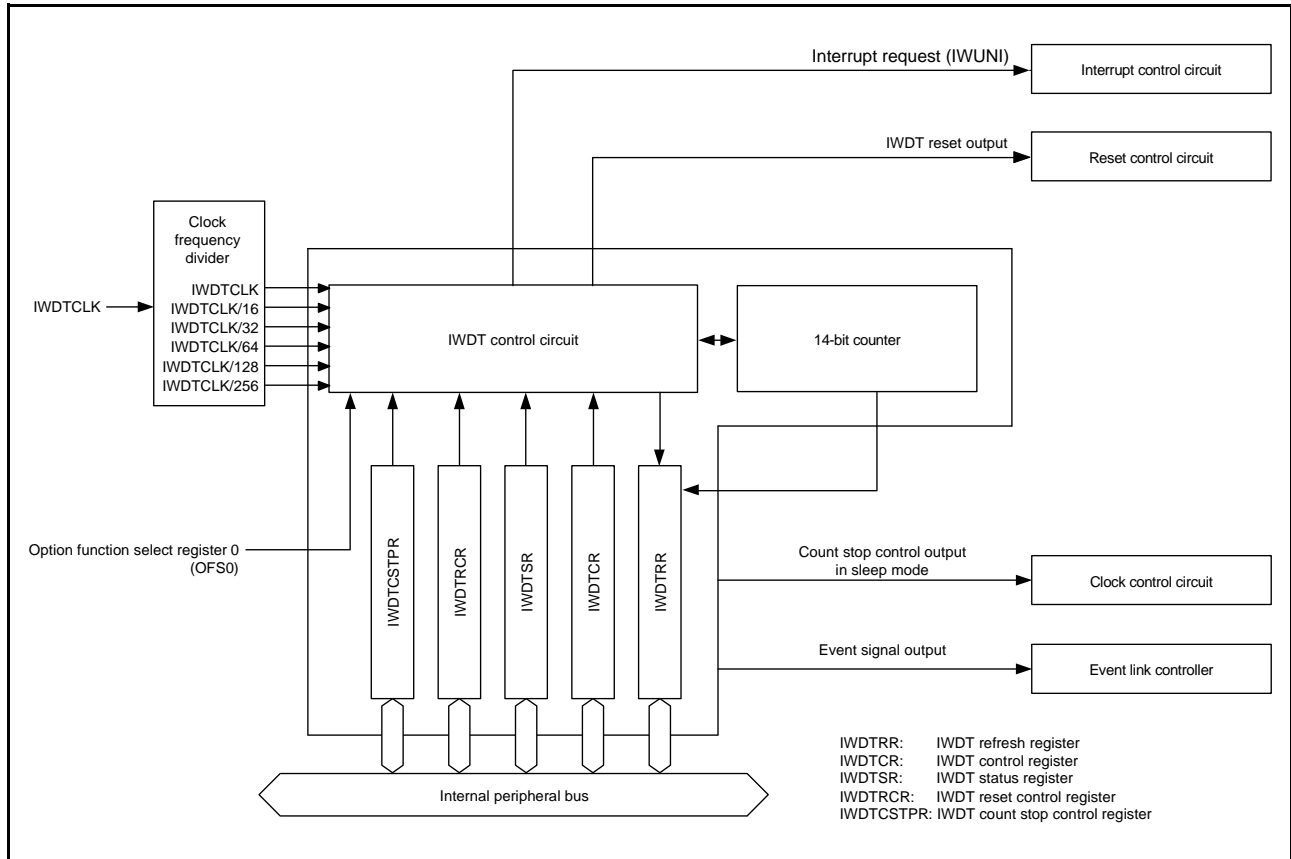 Interrupt request (IWUNI)
Interrupt control circuit
IWDT reset output
Reset control circuit
Clock
frequency
divider
IWDTCLK
IWDTCLK
IWDTCLK/16
IWDTCLK/32
IWDTCLK/64
IWDTCLK/128
IWDTCLK/256
IWDT control circuit
14-bit counter
Option function select register 0
(OFS0)
IWDTCSTPR
IWDTRCR
IWDTSR
IWDTCR
IWDTRR
Count stop control output
in sleep mode
Clock control circuit
Event signal output
Event link controller
Internal peripheral bus
IWDTRR: IWDT refresh register
IWDTCR: IWDT control register
IWDTSR: IWDT status register
IWDTRCR: IWDT reset control register
IWDTCSTPR: IWDT count stop control register